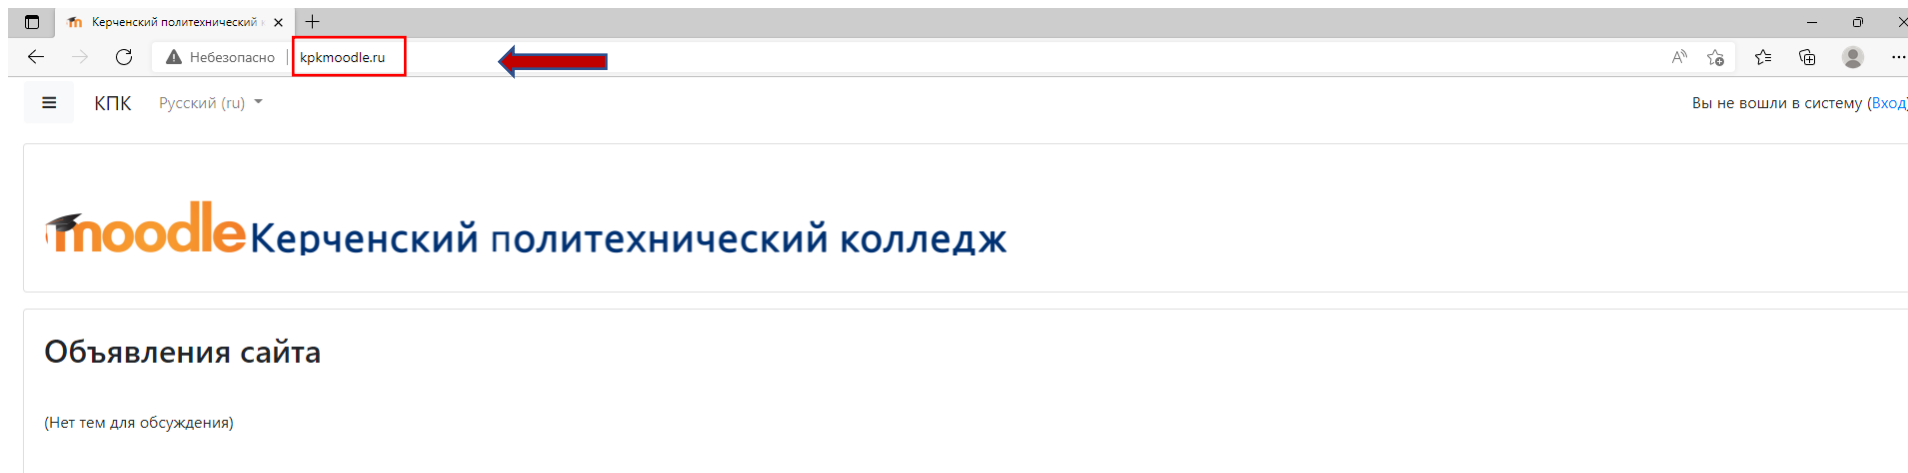 Керченский политехнический
Небезопасно
kpkmoodle.ru
КПК
Русский (ru)
Вы не вошли в систему (Вход)
moodle Керченский политехнический колледж
Объявления сайта
(Нет тем для обсуждения)